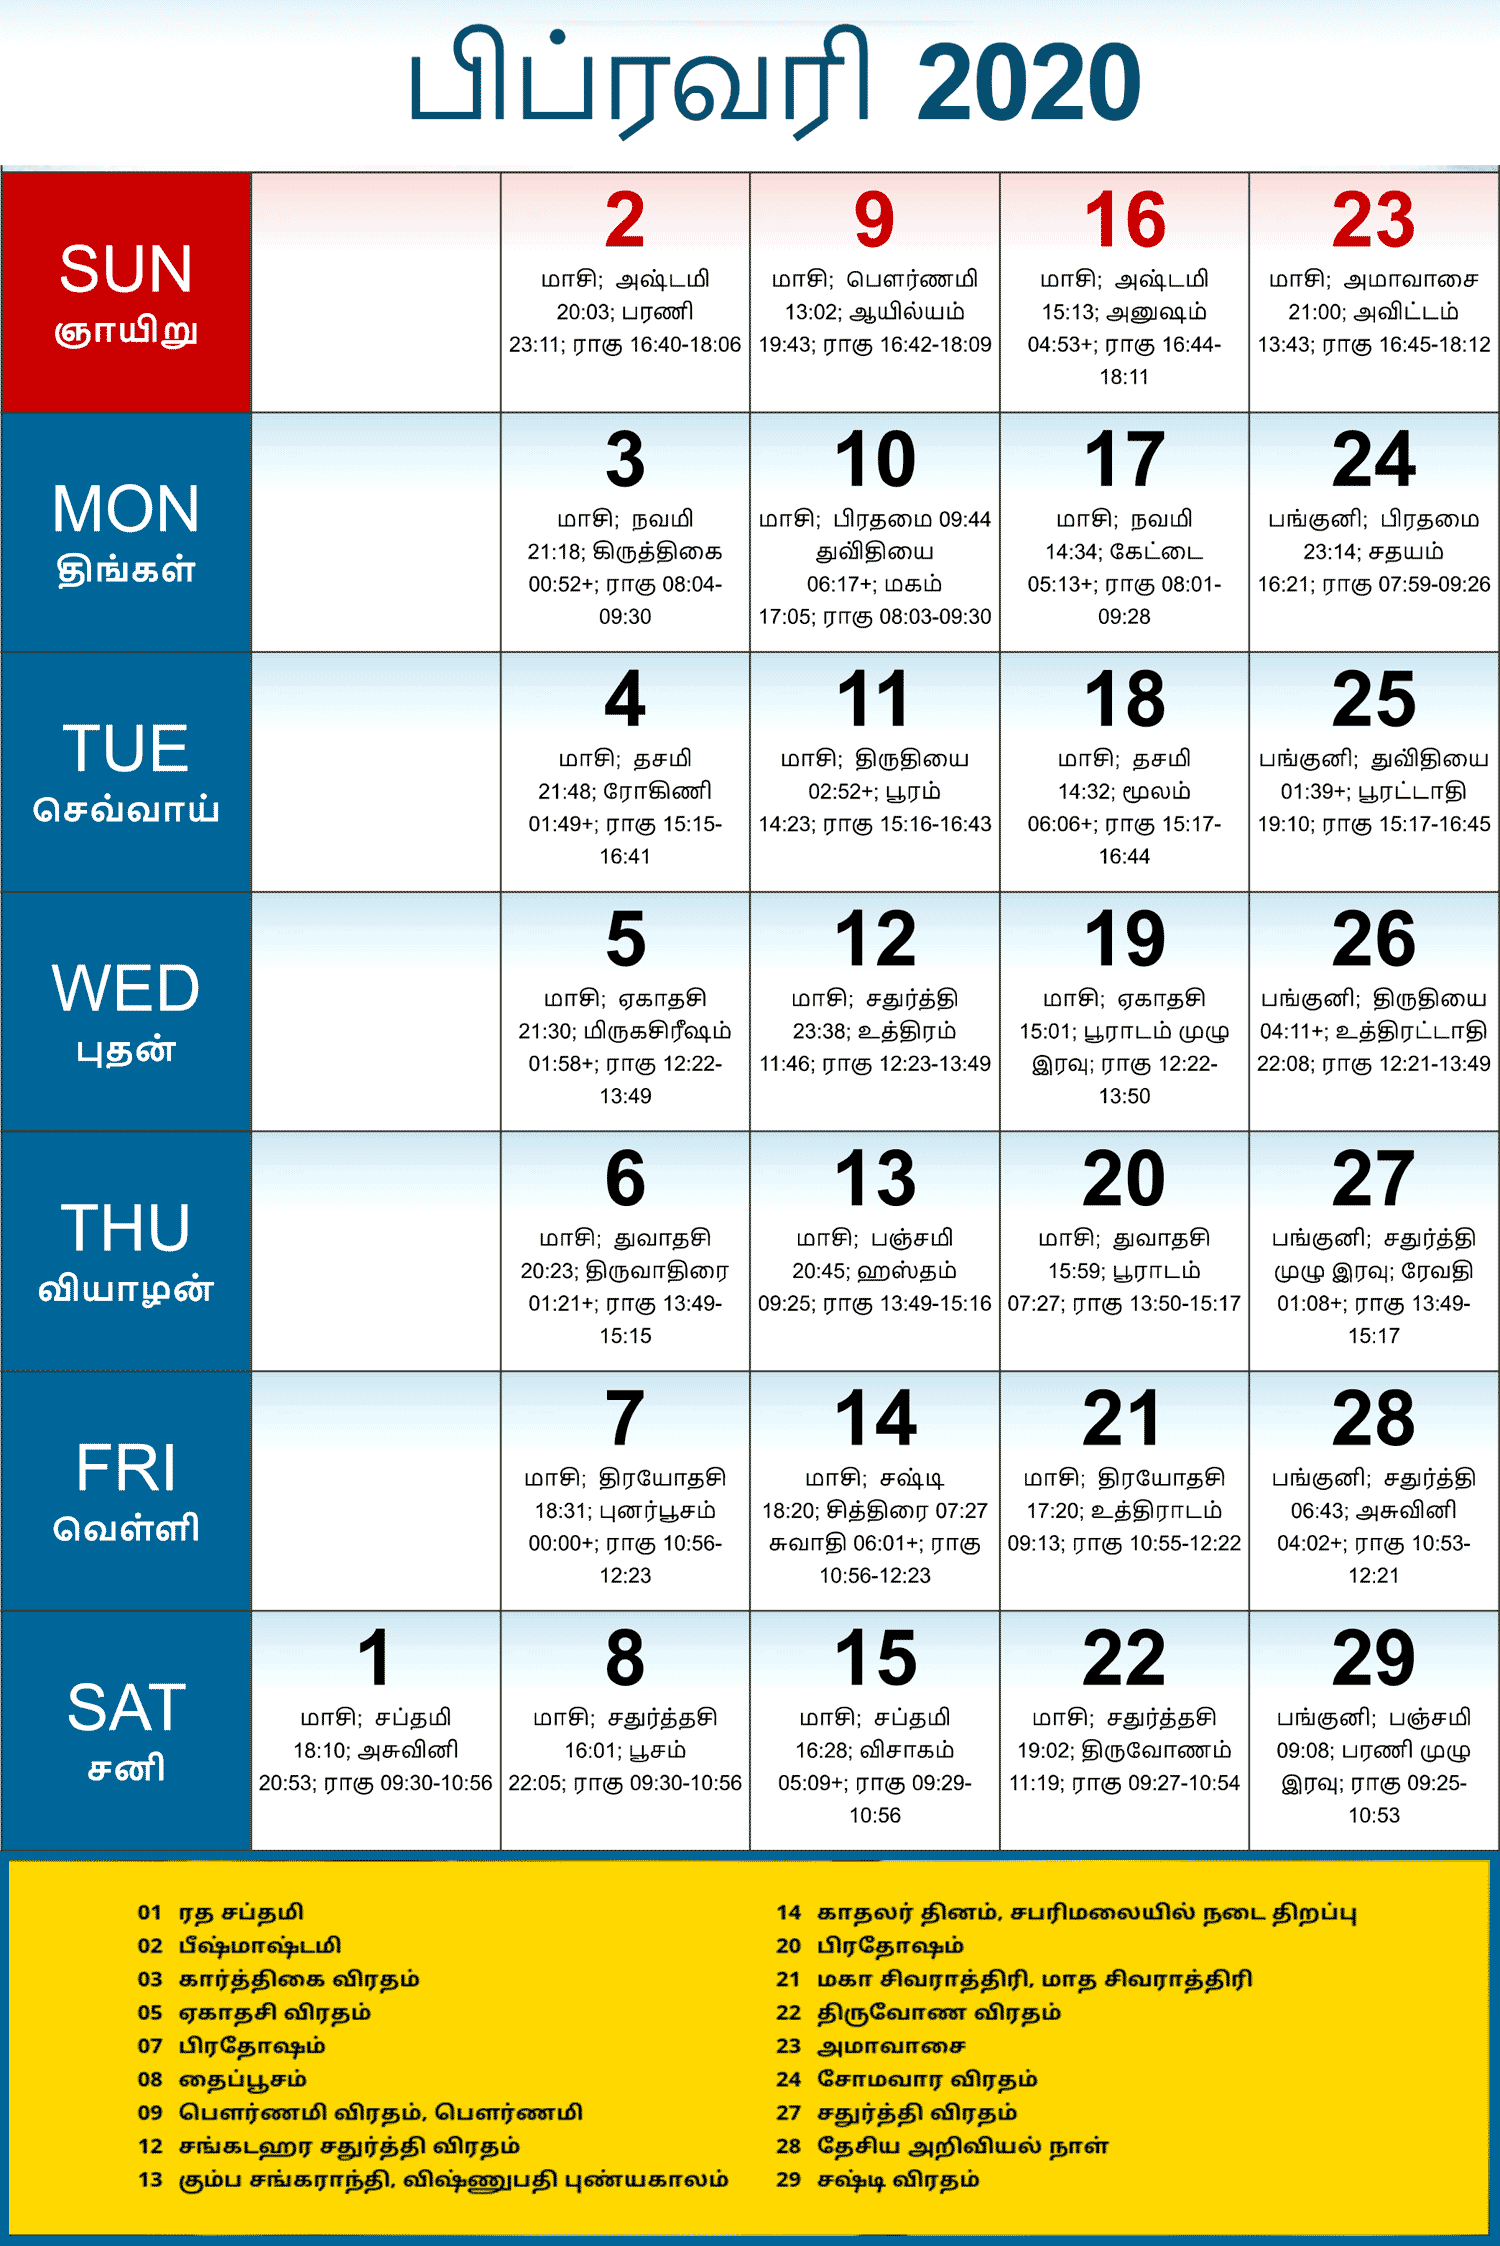 பிப்ரவரி 2020
SUN
ஞாயிறு
2
மாசி; அஷ்டமி
20:03; பரணி
23:11; ராகு 16:40-18:06
9
மாசி; பௌர்ணமி
13:02; ஆயில்யம்
19:43; ராகு 16:42-18:09
16
மாசி; அஷ்டமி
15:13; அனுஷம்
04:53+; ராகு 16:44-
18:11
23
மாசி; அமாவாசை
21:00; அவிட்டம்
13:43; ராகு 16:45-18:12
MON
திங்கள்
3
மாசி; நவமி
21:18; கிருத்திகை
00:52+; ராகு 08:04-
09:30
10
மாசி; பிரதமை 09:44
துவிதியை
06:17+; மகம்
17:05; ராகு 08:03-09:30
17
மாசி; நவமி
14:34; கேட்டை
05:13+; ராகு 08:01-
09:28
24
பங்குனி; பிரதமை
23:14; சதயம்
16:21; ராகு 07:59-09:26
TUE
செவ்வாய்
4
மாசி; தசமி
21:48; ரோகிணி
01:49+; ராகு 15:15-
16:41
11
மாசி; திருதியை
02:52+; பூரம்
14:23; ராகு 15:16-16:43
18
மாசி; தசமி
14:32; மூலம்
06:06+; ராகு 15:17-
16:44
25
பங்குனி; துவிதியை
01:39+; பூரட்டாதி
19:10; ராகு 15:17-16:45
WED
புதன்
5
மாசி; ஏகாதசி
21:30; மிருகசிரீஷம்
01:58+; ராகு 12:22-
13:49
12
மாசி; சதுர்த்தி
23:38; உத்திரம்
11:46; ராகு 12:23-13:49
19
மாசி; ஏகாதசி
15:01; பூராடம் முழு
இரவு; ராகு 12:22-
13:50
26
பங்குனி; திருதியை
04:11+; உத்திரட்டாதி
22:08; ராகு 12:21-13:49
THU
வியாழன்
6
மாசி; துவாதசி
20:23; திருவாதிரை
01:21+; ராகு 13:49-
15:15
13
மாசி; பஞ்சமி
20:45; ஹஸ்தம்
09:25; ராகு 13:49-15:16
20
மாசி; துவாதசி
15:59; பூராடம்
07:27; ராகு 13:50-15:17
27
பங்குனி; சதுர்த்தி
முழு இரவு; ரேவதி
01:08+; ராகு 13:49-
15:17
FRI
வெள்ளி
7
மாசி; திரயோதசி
18:31; புனர்பூசம்
00:00+; ராகு 10:56-
12:23
14
மாசி; சஷ்டி
18:20; சித்திரை 07:27
சுவாதி 06:01+; ராகு
10:56-12:23
21
மாசி; திரயோதசி
17:20; உத்திராடம்
09:13; ராகு 10:55-12:22
28
பங்குனி; சதுர்த்தி
06:43; அசுவினி
04:02+; ராகு 10:53-
12:21
SAT
சனி
1
மாசி; சப்தமி
18:10; அசுவினி
20:53; ராகு 09:30-10:56
8
மாசி; சதுர்த்தசி
16:01; பூசம்
22:05; ராகு 09:30-10:56
15
மாசி; சப்தமி
16:28; விசாகம்
05:09+; ராகு 09:29-
10:56
22
மாசி; சதுர்த்தசி
19:02; திருவோணம்
11:19; ராகு 09:27-10:54
29
பங்குனி; பஞ்சமி
09:08; பரணி முழு
இரவு; ராகு 09:25-
10:53
01 ரத சப்தமி
02 பீஷ்மாஷ்டமி
03 கார்த்திகை விரதம்
05 ஏகாதசி விரதம்
07 பிரதோஷம்
08 தைப்பூசம்
09 பௌர்ணமி விரதம், பௌர்ணமி
12 சங்கடஹர சதுர்த்தி விரதம்
13 கும்ப சங்கராந்தி, விஷ்ணுபதி புண்யகாலம்
14 காதலர் தினம், சபரிமலையில் நடை திறப்பு
20 பிரதோஷம்
21 மகா சிவராத்திரி, மாத சிவராத்திரி
22 திருவோண விரதம்
23 அமாவாசை
24 சோமவார விரதம்
27 சதுர்த்தி விரதம்
28 தேசிய அறிவியல் நாள்
29 சஷ்டி விரதம்